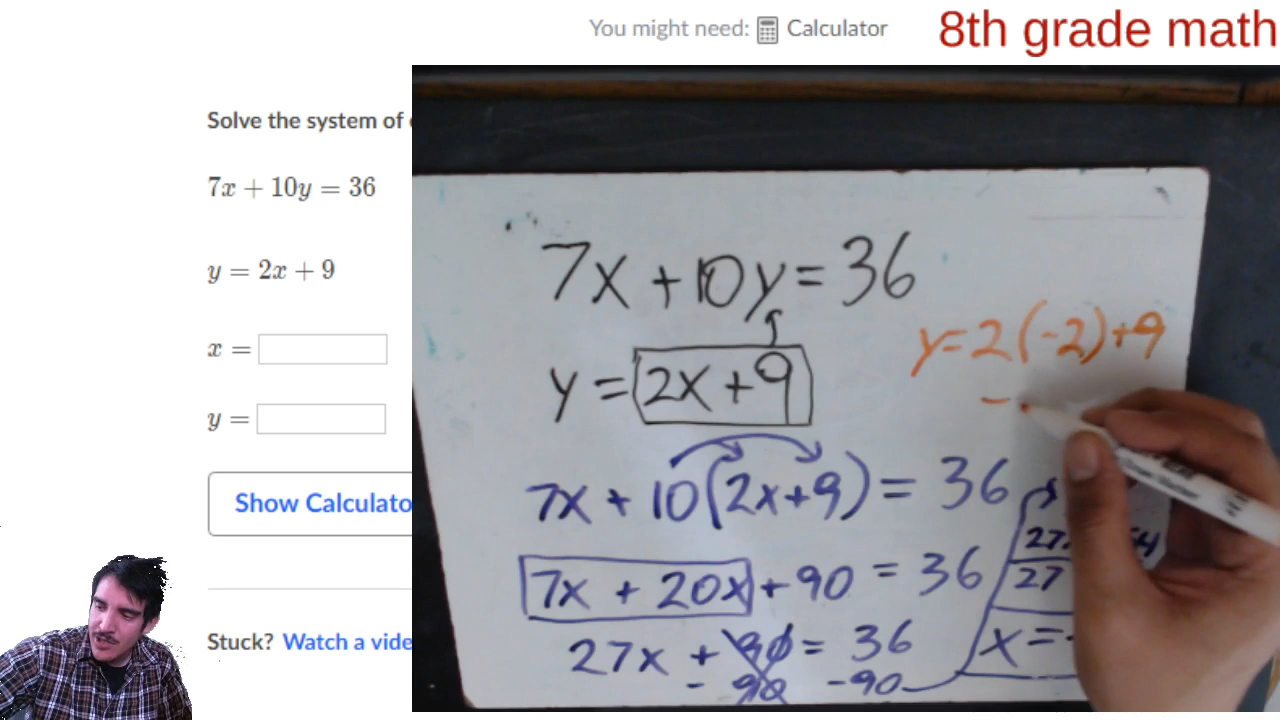 You might need: Calculator
8th grade math
Solve the system of
7x + 10y = 36
y = 2x + 9
x =
y =
Show Calculato
Stuck? Watch a vide
7x + 10y = 36
y = 2x + 9
y = 2(-2) + 9
-
7x + 10(2x + 9) = 36
7x + 20x + 90 = 36
27x + 90 = 36
- 90 -90
27
x = -